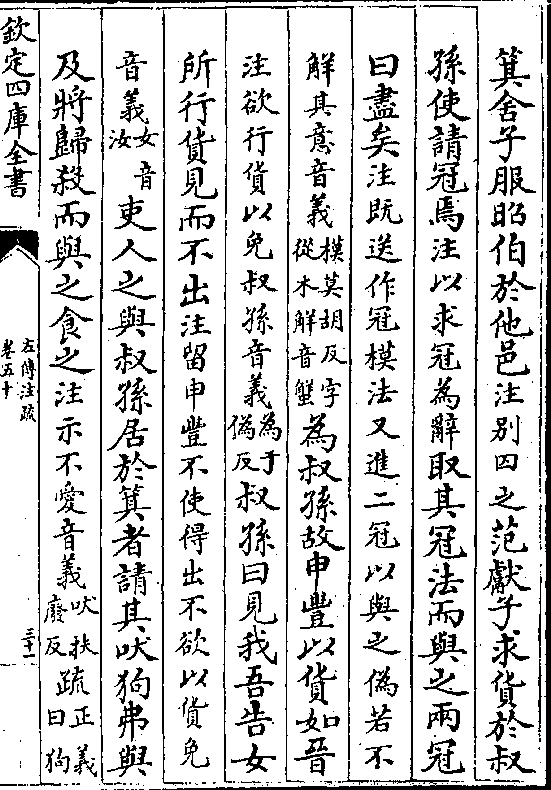 箕舍子服昭伯於他邑注别囚之范獻子求貨於叔
孫使請冠焉注以求冠為辭取其冠法而與之兩冠
曰盡矣注既送作冠模法又進二冠以與之偽若不
解其意音義模莫胡反字從木解音蟹為叔孫故申豐以貨如晉
注欲行貨以免叔孫音義為于偽反叔孫曰見我吾告女
所行貨見而不出注留申豐不使得出不欲以貨免
音義女音汝吏人之與叔孫居於箕者請其吠狗弗與
及將歸殺而與之食之注示不愛音義吠扶廢反疏正義曰狗
欽定四庫全書
左傳注疏
卷五十
三十一